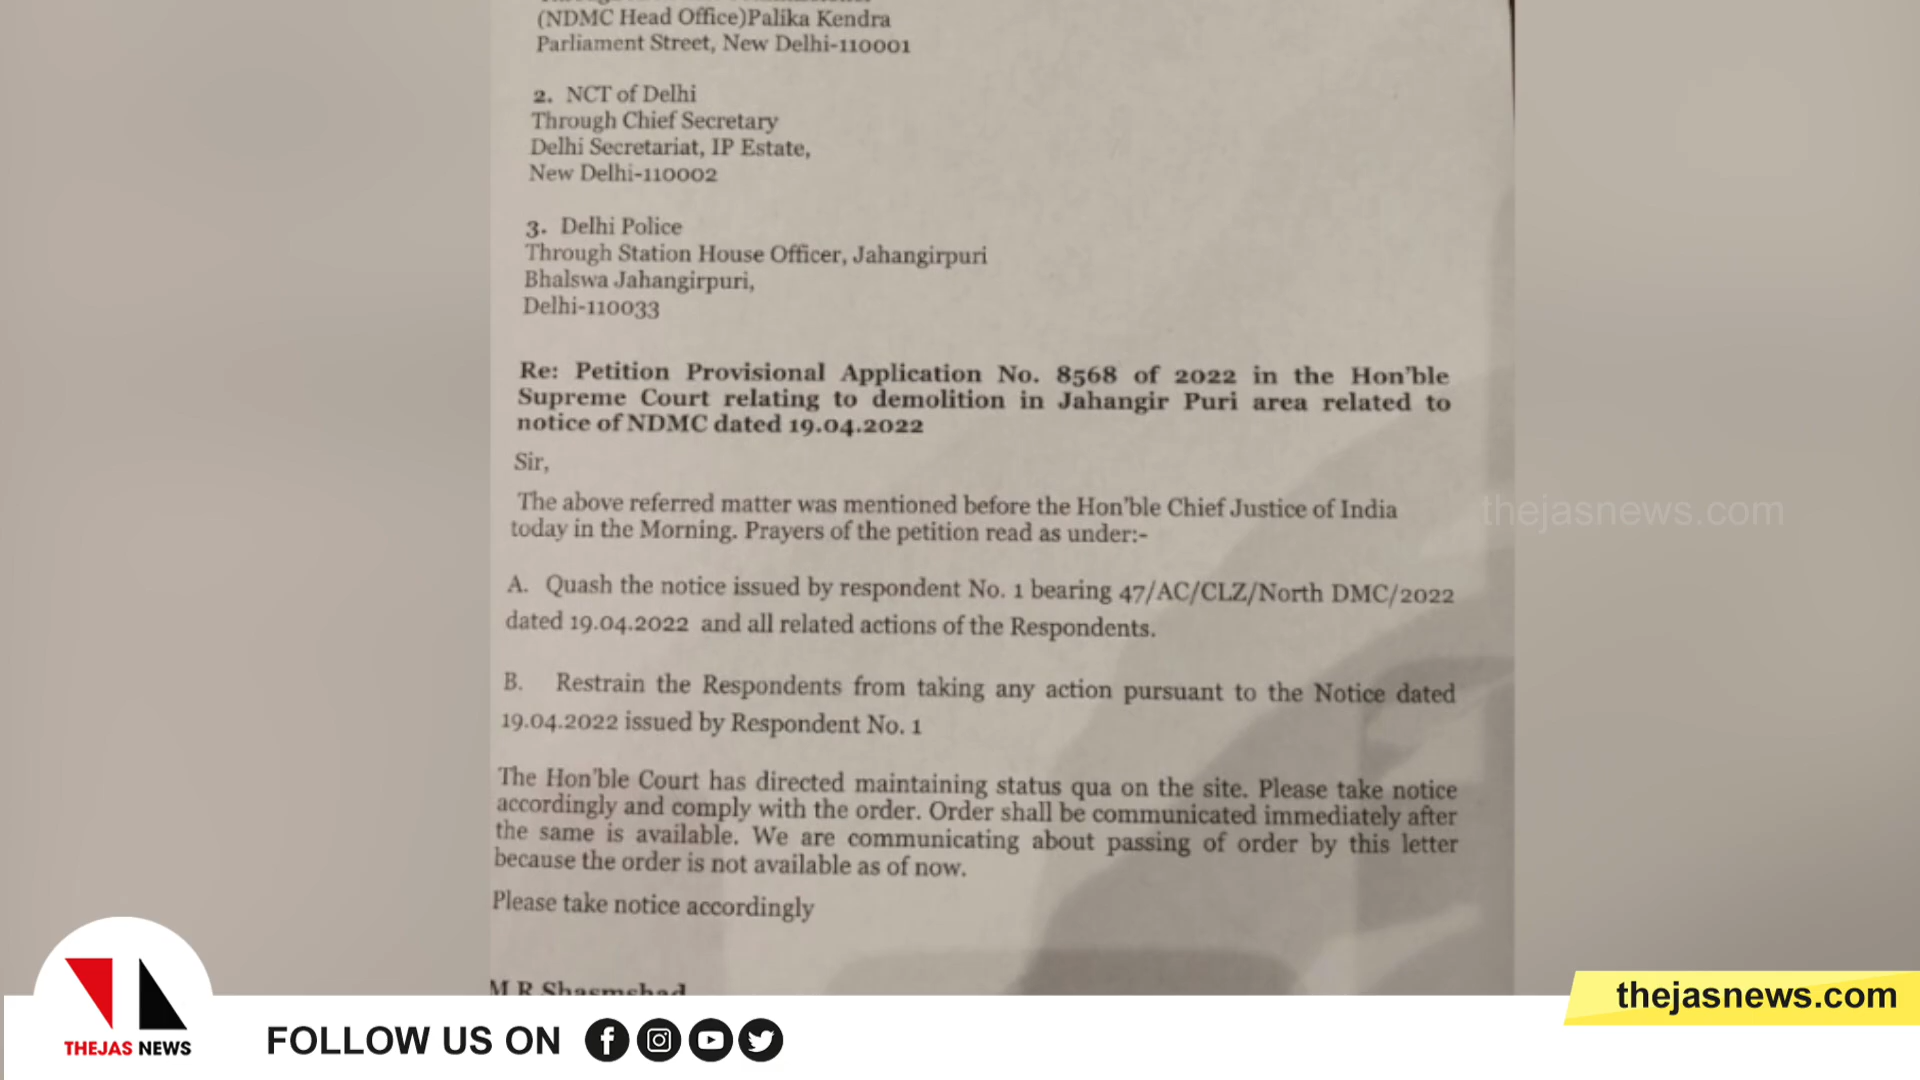 (NDMC Head Office)Palika Kendra
Parliament Street, New Delhi-110001
2. NCT of Delhi
Through Chief Secretary
Delhi Secretariat, IP Estate,
New Delhi-110002
3. Delhi Police
Through Station House Officer, Jahangirpuri
Bhalswa Jahangirpuri,
Delhi-110033
Re: Petition Provisional Application No. 8568 of 2022 in the Hon'ble
Supreme Court relating to demolition in Jahangir Puri area related to
notice of NDMC dated 19.04.2022
Sir,
The above referred matter was mentioned before the Hon'ble Chief Justice of India
today in the Morning. Prayers of the petition read as under:-
A. Quash the notice issued by respondent No. 1 bearing 47/AC/CLZ/North DMC/2022
dated 19.04.2022 and all related actions of the Respondents.
B. Restrain the Respondents from taking any action pursuant to the Notice dated
19.04.2022 issued by Respondent No. 1
The Hon'ble Court has directed maintaining status qua on the site. Please take notice
accordingly and comply with the order. Order shall be communicated immediately after
the same is available. We are communicating about passing of order by this letter
because the order is not available as of now.
Please take notice accordingly
M R Shasmshad
thejasnews.com
THEJAS NEWS
FOLLOW US ON
thejasnews.com